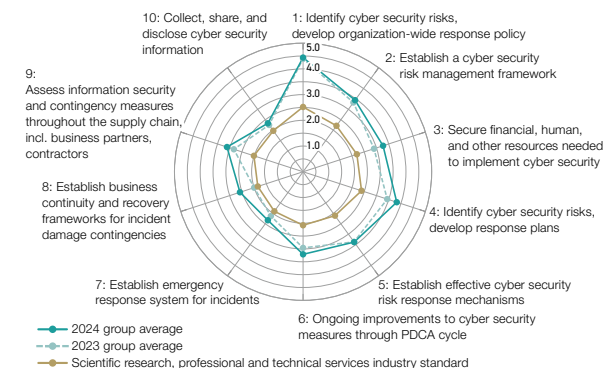 10: Collect, share, and
disclose cyber security
information
1: Identify cyber security risks,
develop organization-wide response policy
2: Establish a cyber security
risk management framework
3: Secure financial, human,
and other resources needed
to implement cyber security
4: Identify cyber security risks,
develop response plans
5: Establish effective cyber security
risk response mechanisms
6: Ongoing improvements to cyber security
measures through PDCA cycle
7: Establish emergency
response system for incidents
8: Establish business
continuity and recovery
frameworks for incident
damage contingencies
9:
Assess information security
and contingency measures
throughout the supply chain,
incl. business partners,
contractors
5.0
4.0
3.0
2.0
1.0
2024 group average
2023 group average
Scientific research, professional and technical services industry standard